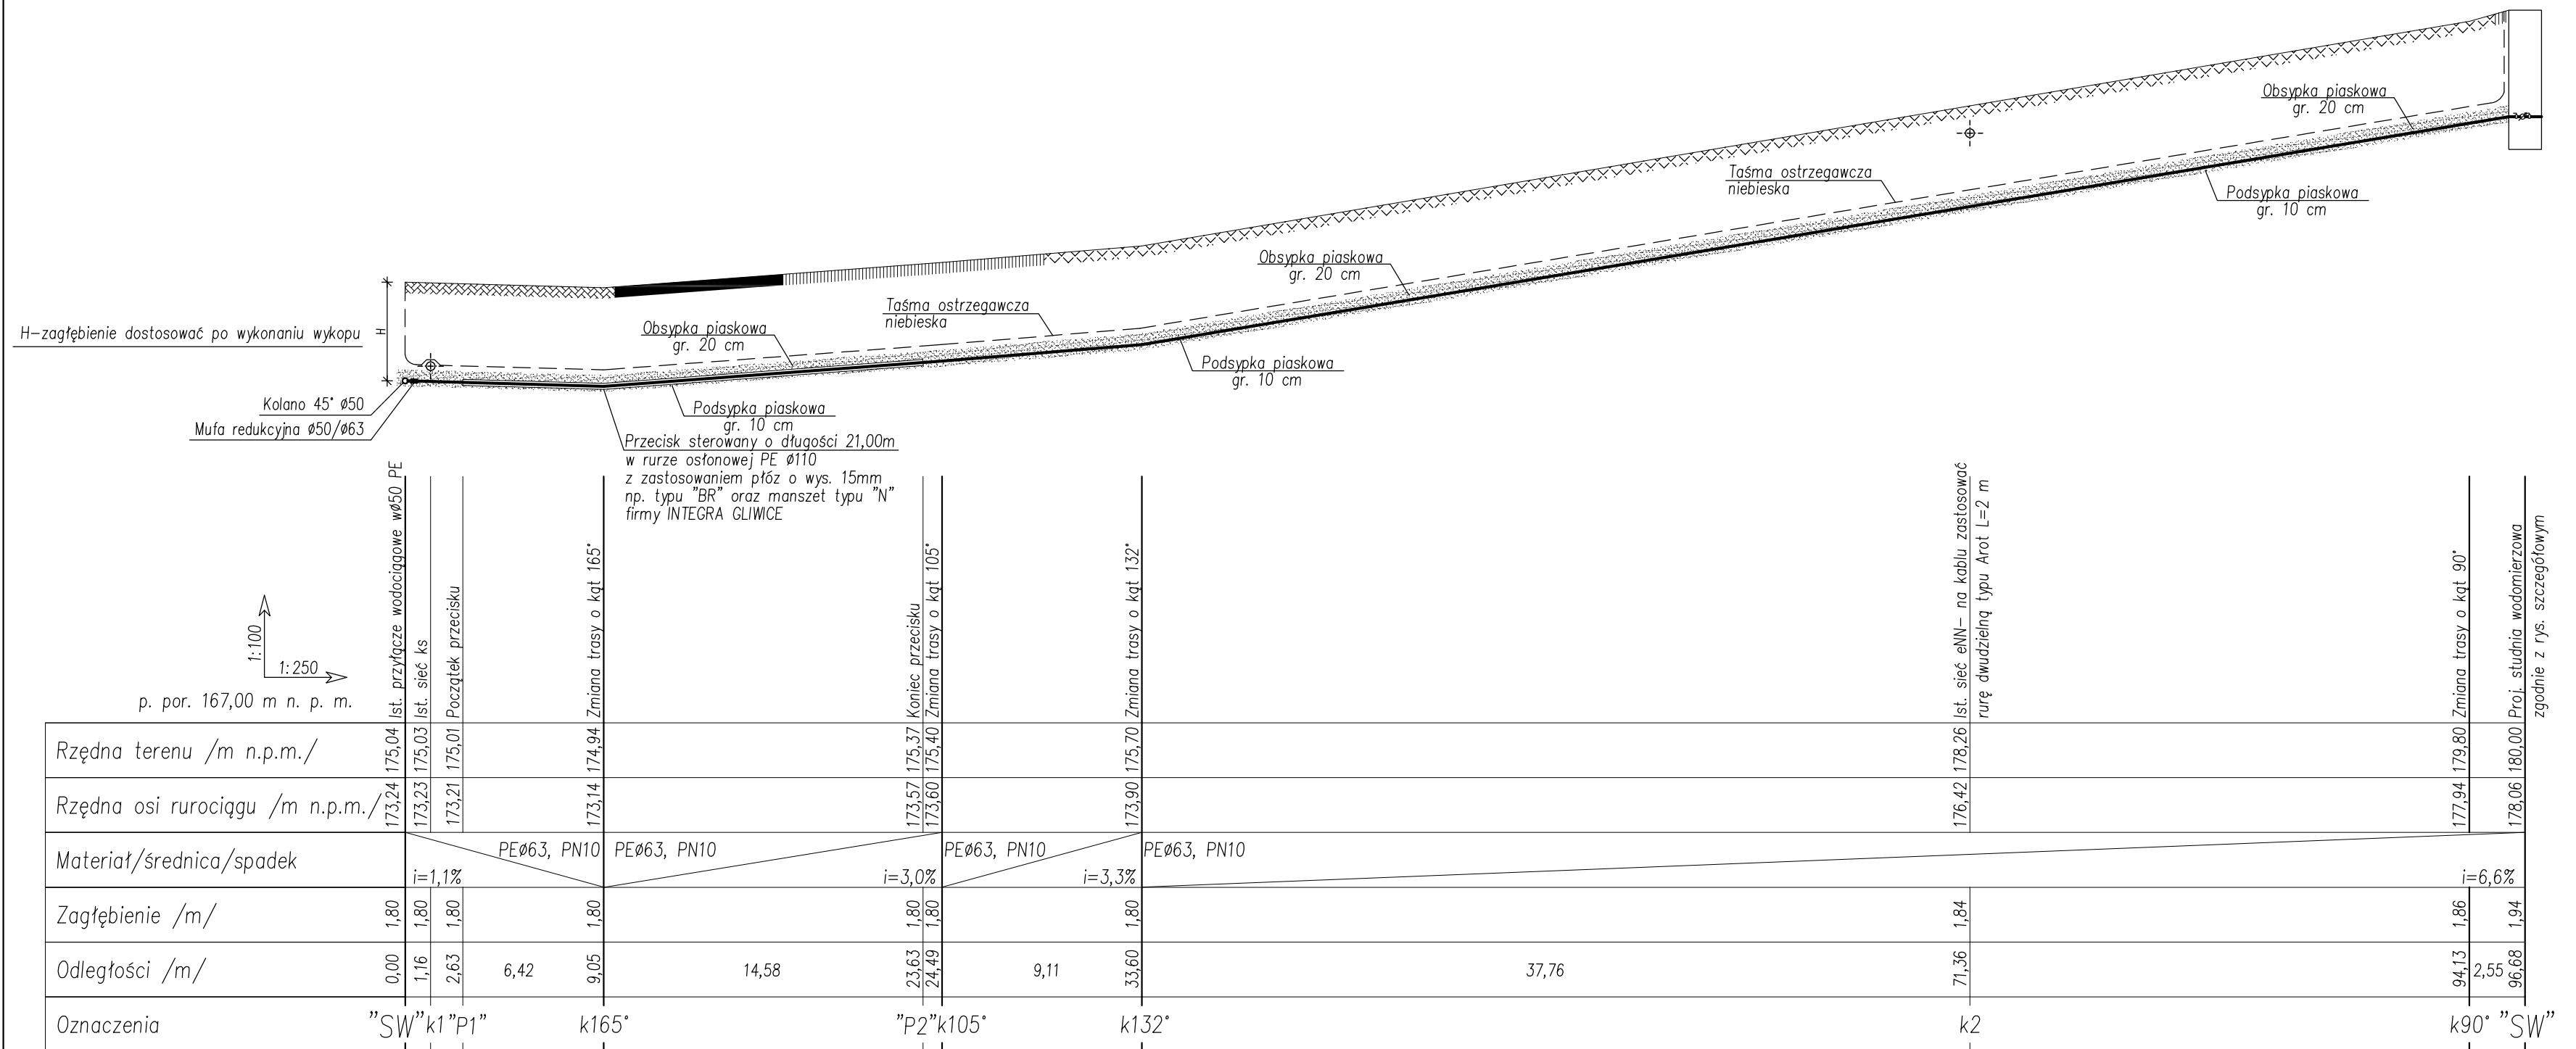 Obsypka piaskowa
gr. 20 cm
Taśma ostrzegawcza
niebieska
Podsypka piaskowa
gr. 10 cm
Obsypka piaskowa
gr. 20 cm
Taśma ostrzegawcza
niebieska
H-zagłębienie dostosować po wykonaniu wykopu
H
Obsypka piaskowa
gr. 20 cm
Podsypka piaskowa
gr. 10 cm
Kolano 45° ø50
Mufa redukcyjna ø50/ø63
Podsypka piaskowa
gr. 10 cm
Przecisk sterowany o długości 21,00m
w rurze osłonowej PE ø110
z zastosowaniem płóz o wys. 15mm
np. typu "BR" oraz manszet typu "N"
firmy INTEGRA GLIWICE
1:100
1:250
p. por. 167,00 m n. p. m.
Ist. przyłącze wodociągowe wø50 PE
Ist. sieć ks
Początek przecisku
Zmiana trasy o kąt 165°
Koniec przecisku
Zmiana trasy o kąt 105°
Zmiana trasy o kąt 132°
Ist. sieć eNN- na kablu zastosować
rurę dwudzielną typu Arot L=2 m
Zmiana trasy o kąt 90°
Proj. studnia wodomierzowa
zgodnie z rys. szczegółowym
Rzędna terenu /m n.p.m./ 175,04 175,03 175,01 174,94 175,37 175,40 175,70 178,26 179,80 180,00
Rzędna osi rurociągu /m n.p.m./ 173,24 173,23 173,21 173,14 173,57 173,60 173,90 176,42 177,94 178,06
Materiał/średnica/spadek
PEø63, PN10 PEø63, PN10 PEø63, PN10 PEø63, PN10
i=1,1% i=3,0% i=3,3% i=6,6%
Zagłębienie /m/ 1,80 1,80 1,80 1,80 1,80 1,80 1,80 1,84 1,86 1,94
Odległości /m/ 0,00 1,16 2,63 6,42 9,05 14,58 23,63 24,49 9,11 33,60 37,76 71,36 94,13 2,55 96,68
Oznaczenia "SW" k1 "P1" k165° "P2" k105° k132° k2 k90° "SW"